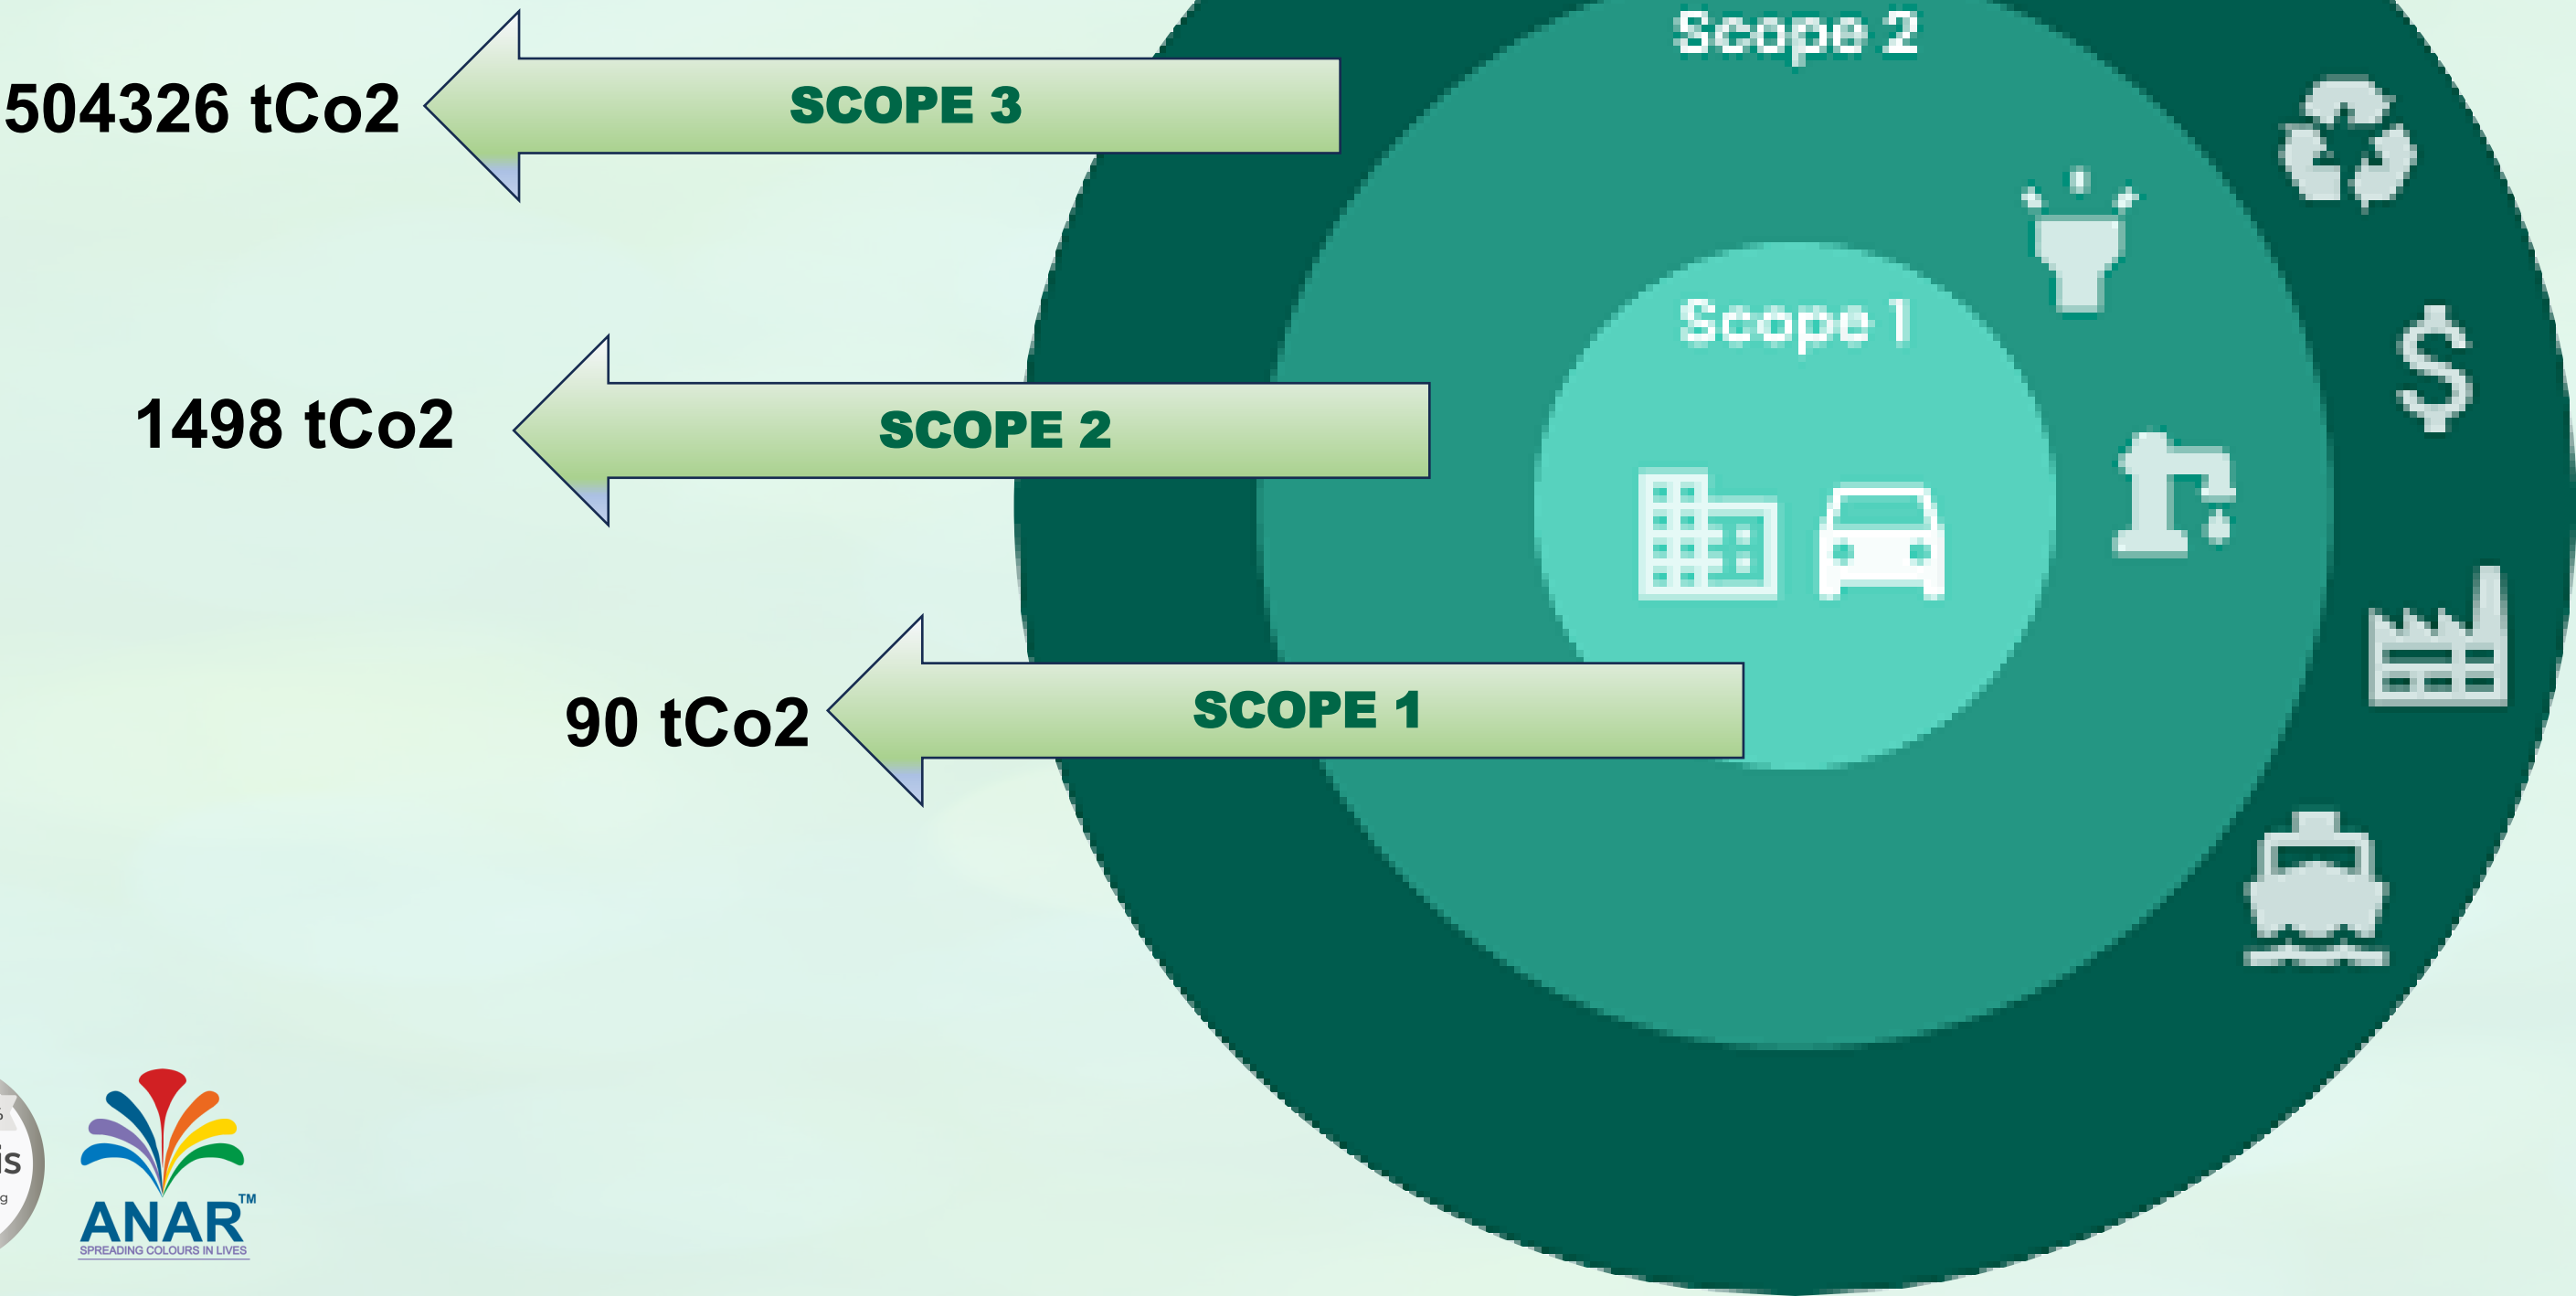 Scope 2
504326 tCo2
SCOPE 3
Scope 1
1498 tCo2
SCOPE 2
90 tCo2
SCOPE 1
ANAR™
SPREADING COLOURS IN LIVES